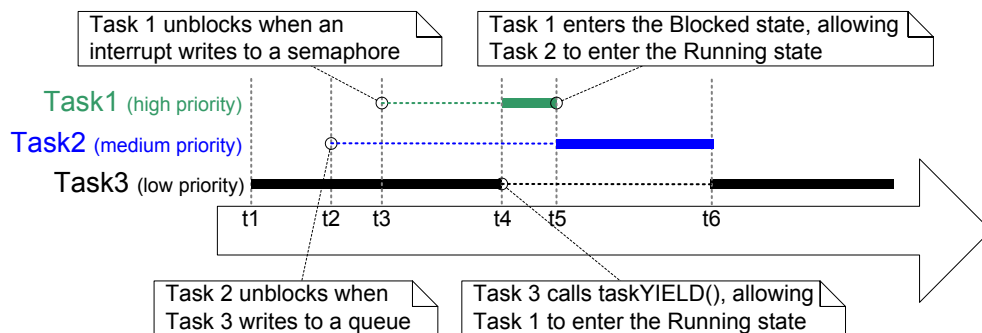 Task 1 unblocks when an
interrupt writes to a semaphore
Task 1 enters the Blocked state, allowing
Task 2 to enter the Running state
Task1 (high priority)
Task2 (medium priority)
Task3 (low priority)
t1 t2 t3 t4 t5 t6
Task 2 unblocks when
Task 3 writes to a queue
Task 3 calls taskYIELD(), allowing
Task 1 to enter the Running state